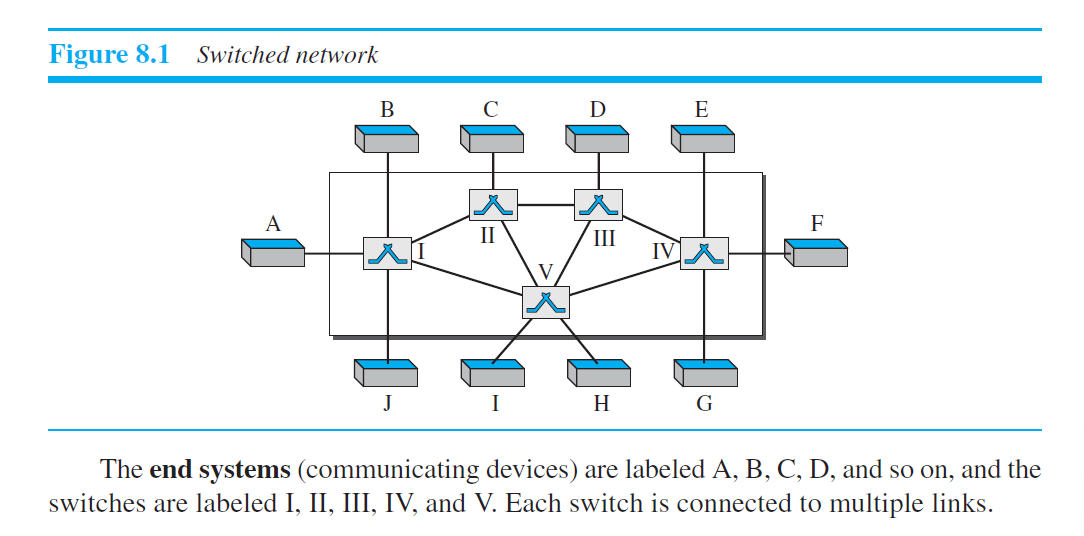 Figure 8.1 Switched network
B C D E
A F
II III
I IV
V
J I H G
The end systems (communicating devices) are labeled A, B, C, D, and so on, and the
switches are labeled I, II, III, IV, and V. Each switch is connected to multiple links.